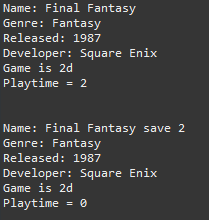 Name: Final Fantasy
Genre: Fantasy
Released: 1987
Developer: Square Enix
Game is 2d
Playtime = 2
Name: Final Fantasy save 2
Genre: Fantasy
Released: 1987
Developer: Square Enix
Game is 2d
Playtime = 0